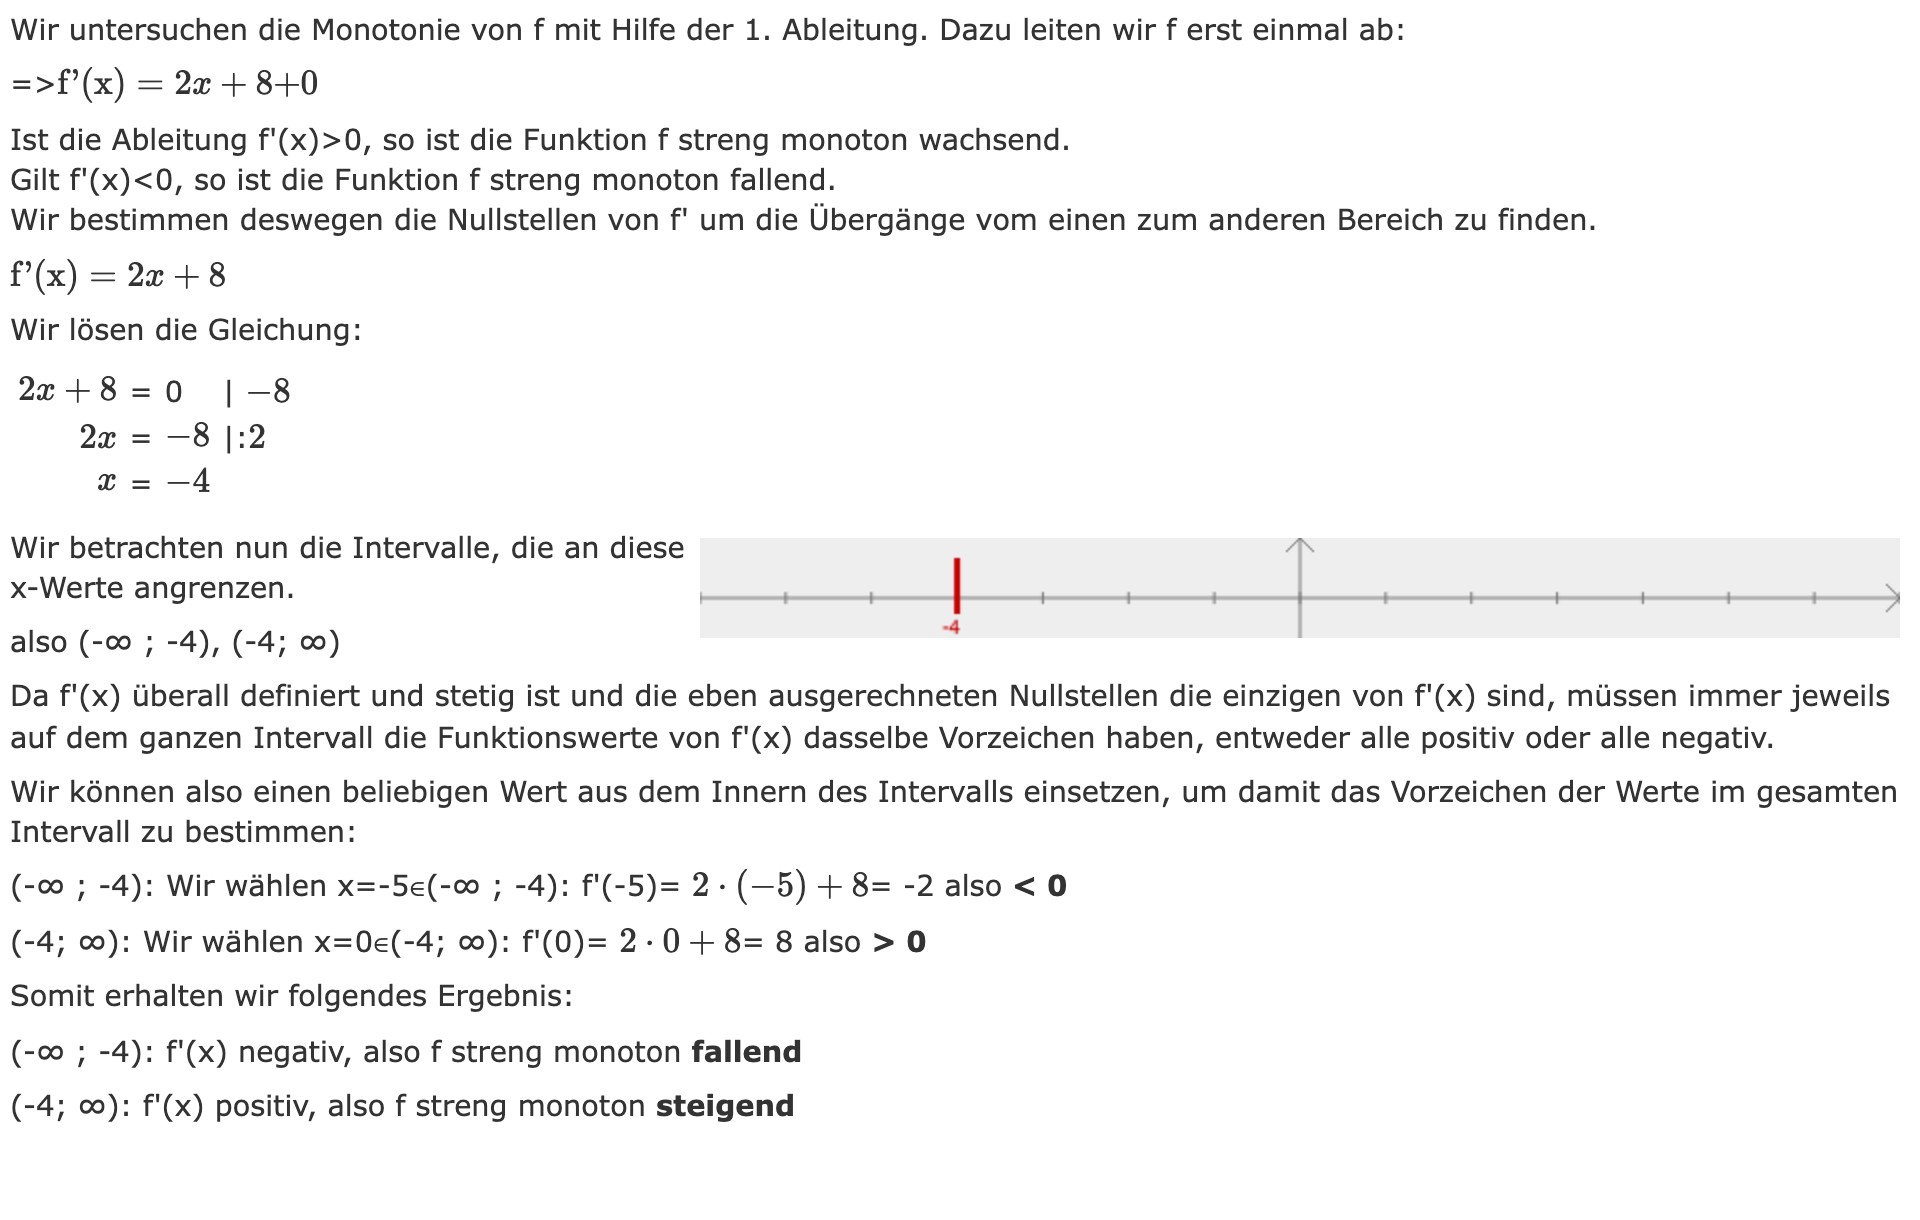 Wir untersuchen die Monotonie von f mit Hilfe der 1. Ableitung. Dazu leiten wir f erst einmal ab:
=>f’(x) = 2x + 8+0
Ist die Ableitung f'(x)>0, so ist die Funktion f streng monoton wachsend.
Gilt f'(x)<0, so ist die Funktion f streng monoton fallend.
Wir bestimmen deswegen die Nullstellen von f' um die Übergänge vom einen zum anderen Bereich zu finden.
f’(x) = 2x + 8
Wir lösen die Gleichung:
2x + 8 = 0 | −8
2x = −8 |:2
x = −4
Wir betrachten nun die Intervalle, die an diese
x-Werte angrenzen.
-4
also (-∞ ; -4), (-4; ∞)
Da f'(x) überall definiert und stetig ist und die eben ausgerechneten Nullstellen die einzigen von f'(x) sind, müssen immer jeweils
auf dem ganzen Intervall die Funktionswerte von f'(x) dasselbe Vorzeichen haben, entweder alle positiv oder alle negativ.
Wir können also einen beliebigen Wert aus dem Innern des Intervalls einsetzen, um damit das Vorzeichen der Werte im gesamten
Intervall zu bestimmen:
(-∞ ; -4): Wir wählen x=-5∈(-∞ ; -4): f'(-5)= 2 · (−5) + 8= -2 also < 0
(-4; ∞): Wir wählen x=0∈(-4; ∞): f'(0)= 2 · 0 + 8= 8 also > 0
Somit erhalten wir folgendes Ergebnis:
(-∞ ; -4): f'(x) negativ, also f streng monoton fallend
(-4; ∞): f'(x) positiv, also f streng monoton steigend